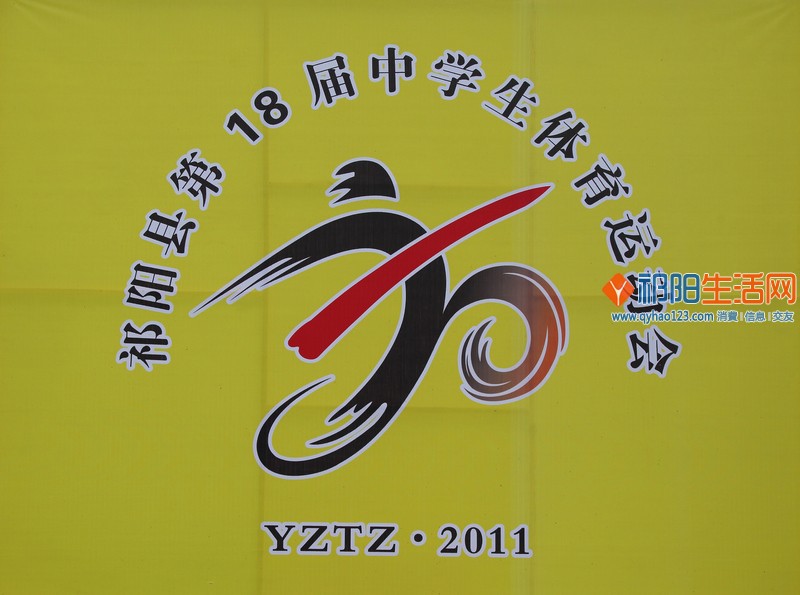 祁阳县第18届中学生体育运动会
祁阳生活网
www.qyhao123.com 消費 | 信息 | 交友
YZTZ·2011